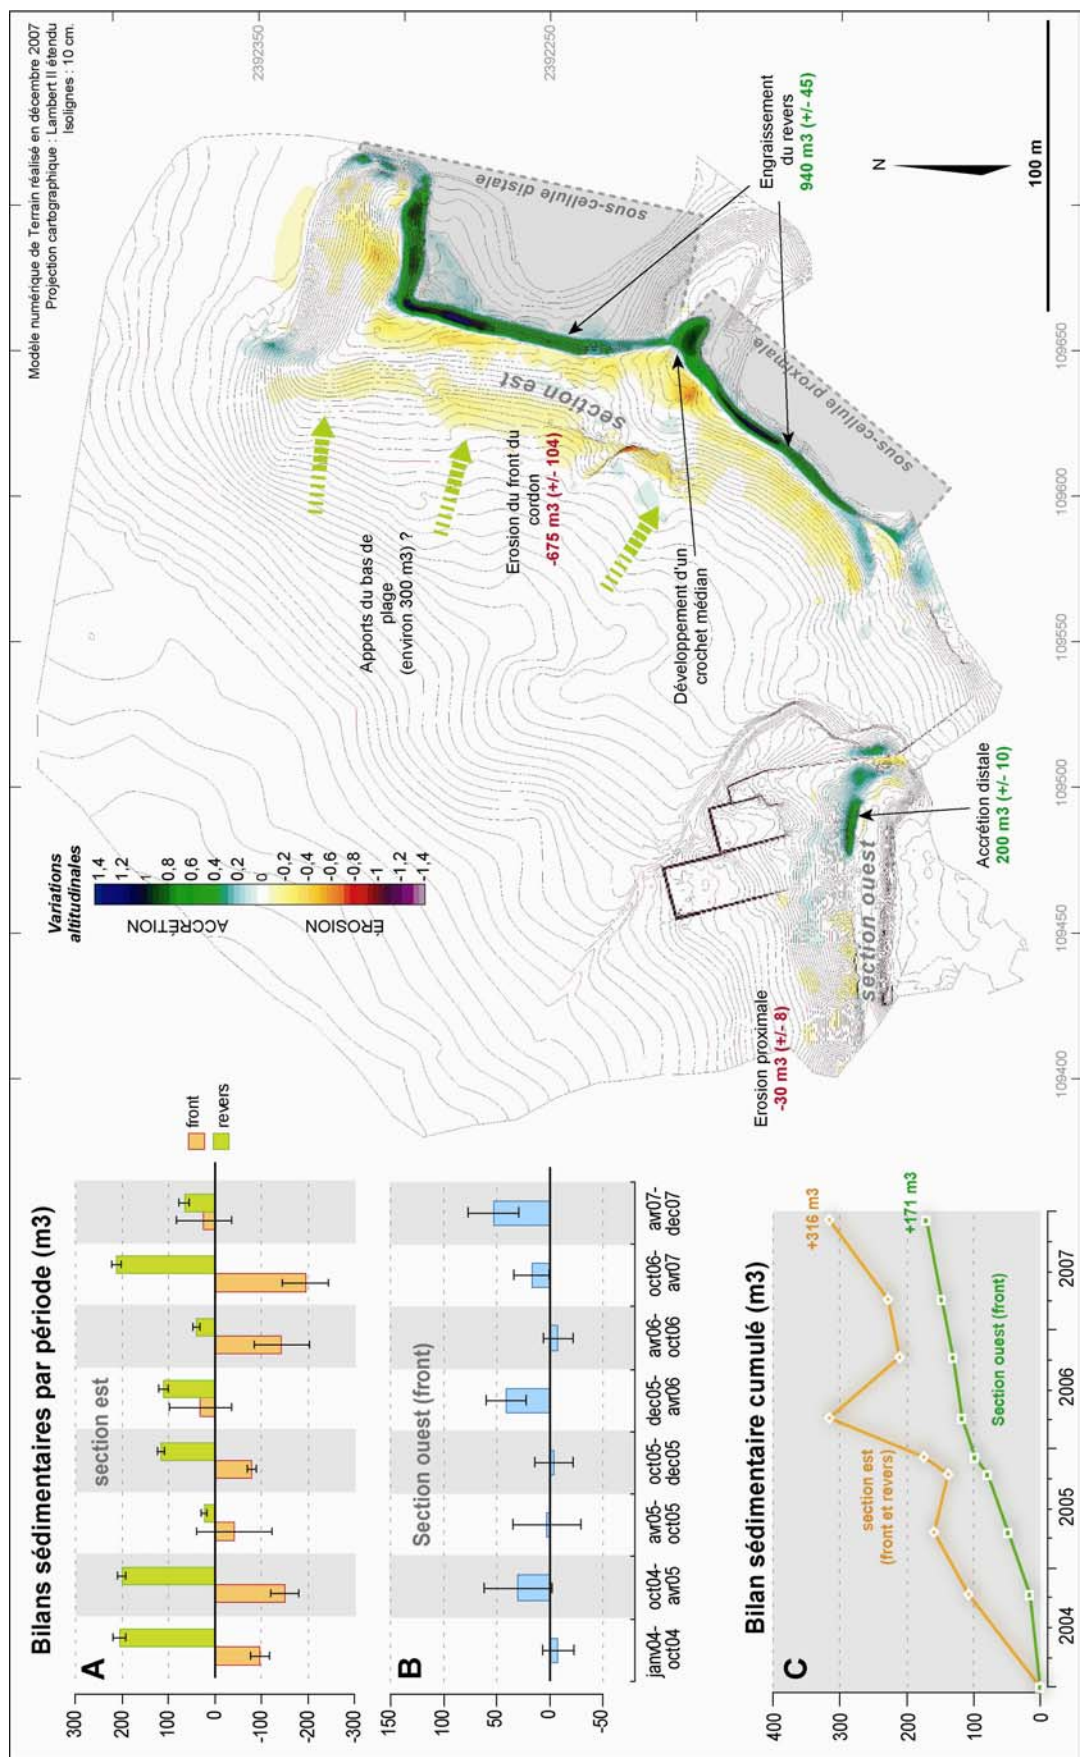 Bilans sédimentaires par période (m3)
A
section est
front
revers
300
200
100
0
-100
-200
-300
B
Section ouest (front)
150
100
50
0
-50
janv04-
oct04
oct04-
avr05
avr05-
oct05
oct05-
dec05
dec05-
avr06
avr06-
oct06
oct06-
avr07
avr07-
dec07
Bilan sédimentaire cumulé (m3)
C
400
300
200
100
0
section est
(front et revers)
+316 m3
Section ouest (front)
+171 m3
2004
2005
2006
2007
Modèle numérique de Terrain réalisé en décembre 2007
Projection cartographique : Lambert II étendu
Isolignes : 10 cm.
Variations
altitudinales
ACCRÉTION
ÉROSION
1,4
1,2
1
0,8
0,6
0,4
0,2
0
-0,2
-0,4
-0,6
-0,8
-1
-1,2
-1,4
2392350
2392250
Apports du bas de
plage
(environ 300 m3) ?
Erosion du front du
cordon
-675 m3 (+/- 104)
section est
sous-cellule distale
Développement d'un
crochet médian
Engraissement
du revers
940 m3 (+/- 45)
sous-cellule proximale
Erosion proximale
-30 m3 (+/- 8)
section ouest
Accrétion distale
200 m3 (+/- 10)
N
100 m
109400
109450
109500
109550
109600
109650